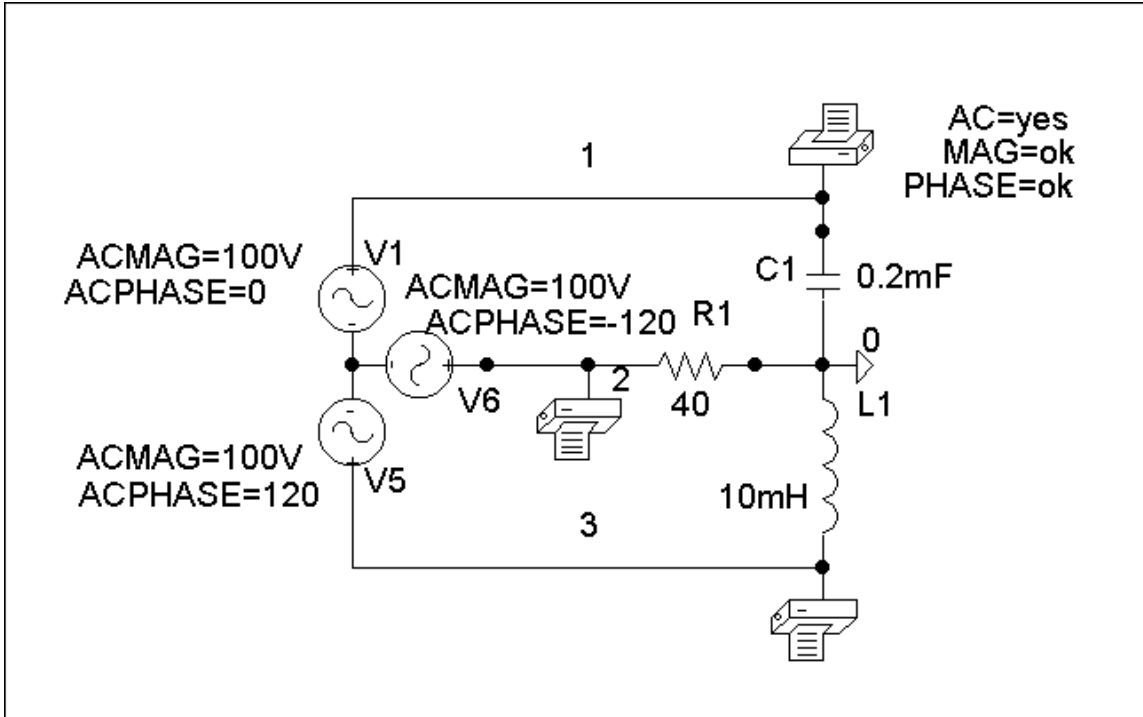 AC=yes
MAG=ok
PHASE=ok
1
ACMAG=100V
ACPHASE=0
V1
C1
0.2mF
ACMAG=100V
ACPHASE=-120
R1
0
2
V6
40
L1
ACMAG=100V
ACPHASE=120
V5
10mH
3